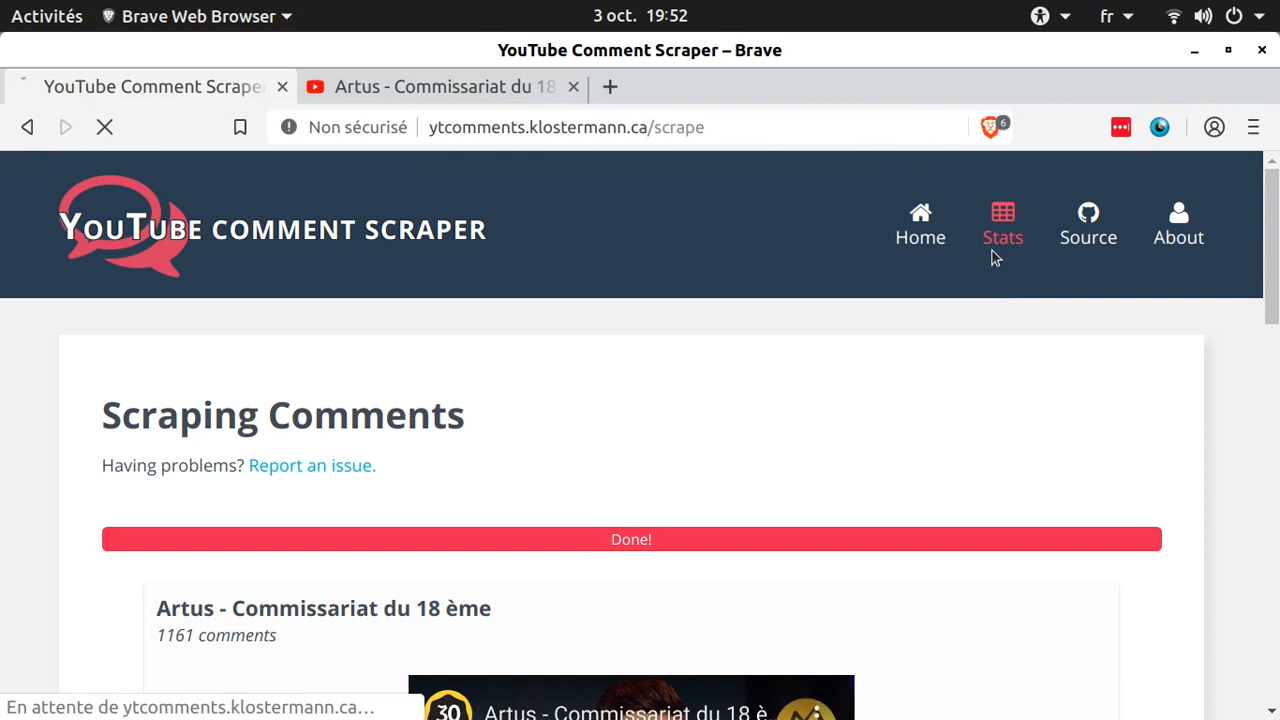 Activités Brave Web Browser 3 oct. 19:52 fr
YouTube Comment Scraper – Brave
YouTube Comment Scrape Artus - Commissariat du 18
Non sécurisé ytcomments.klostermann.ca/scrape 6
YOUTUBE COMMENT SCRAPER
Home Stats Source About
Scraping Comments
Having problems? Report an issue.
Done!
Artus - Commissariat du 18 ème
1161 comments
30 Artus - Commissariat du 18 è...
En attente de ytcomments.klostermann.ca…